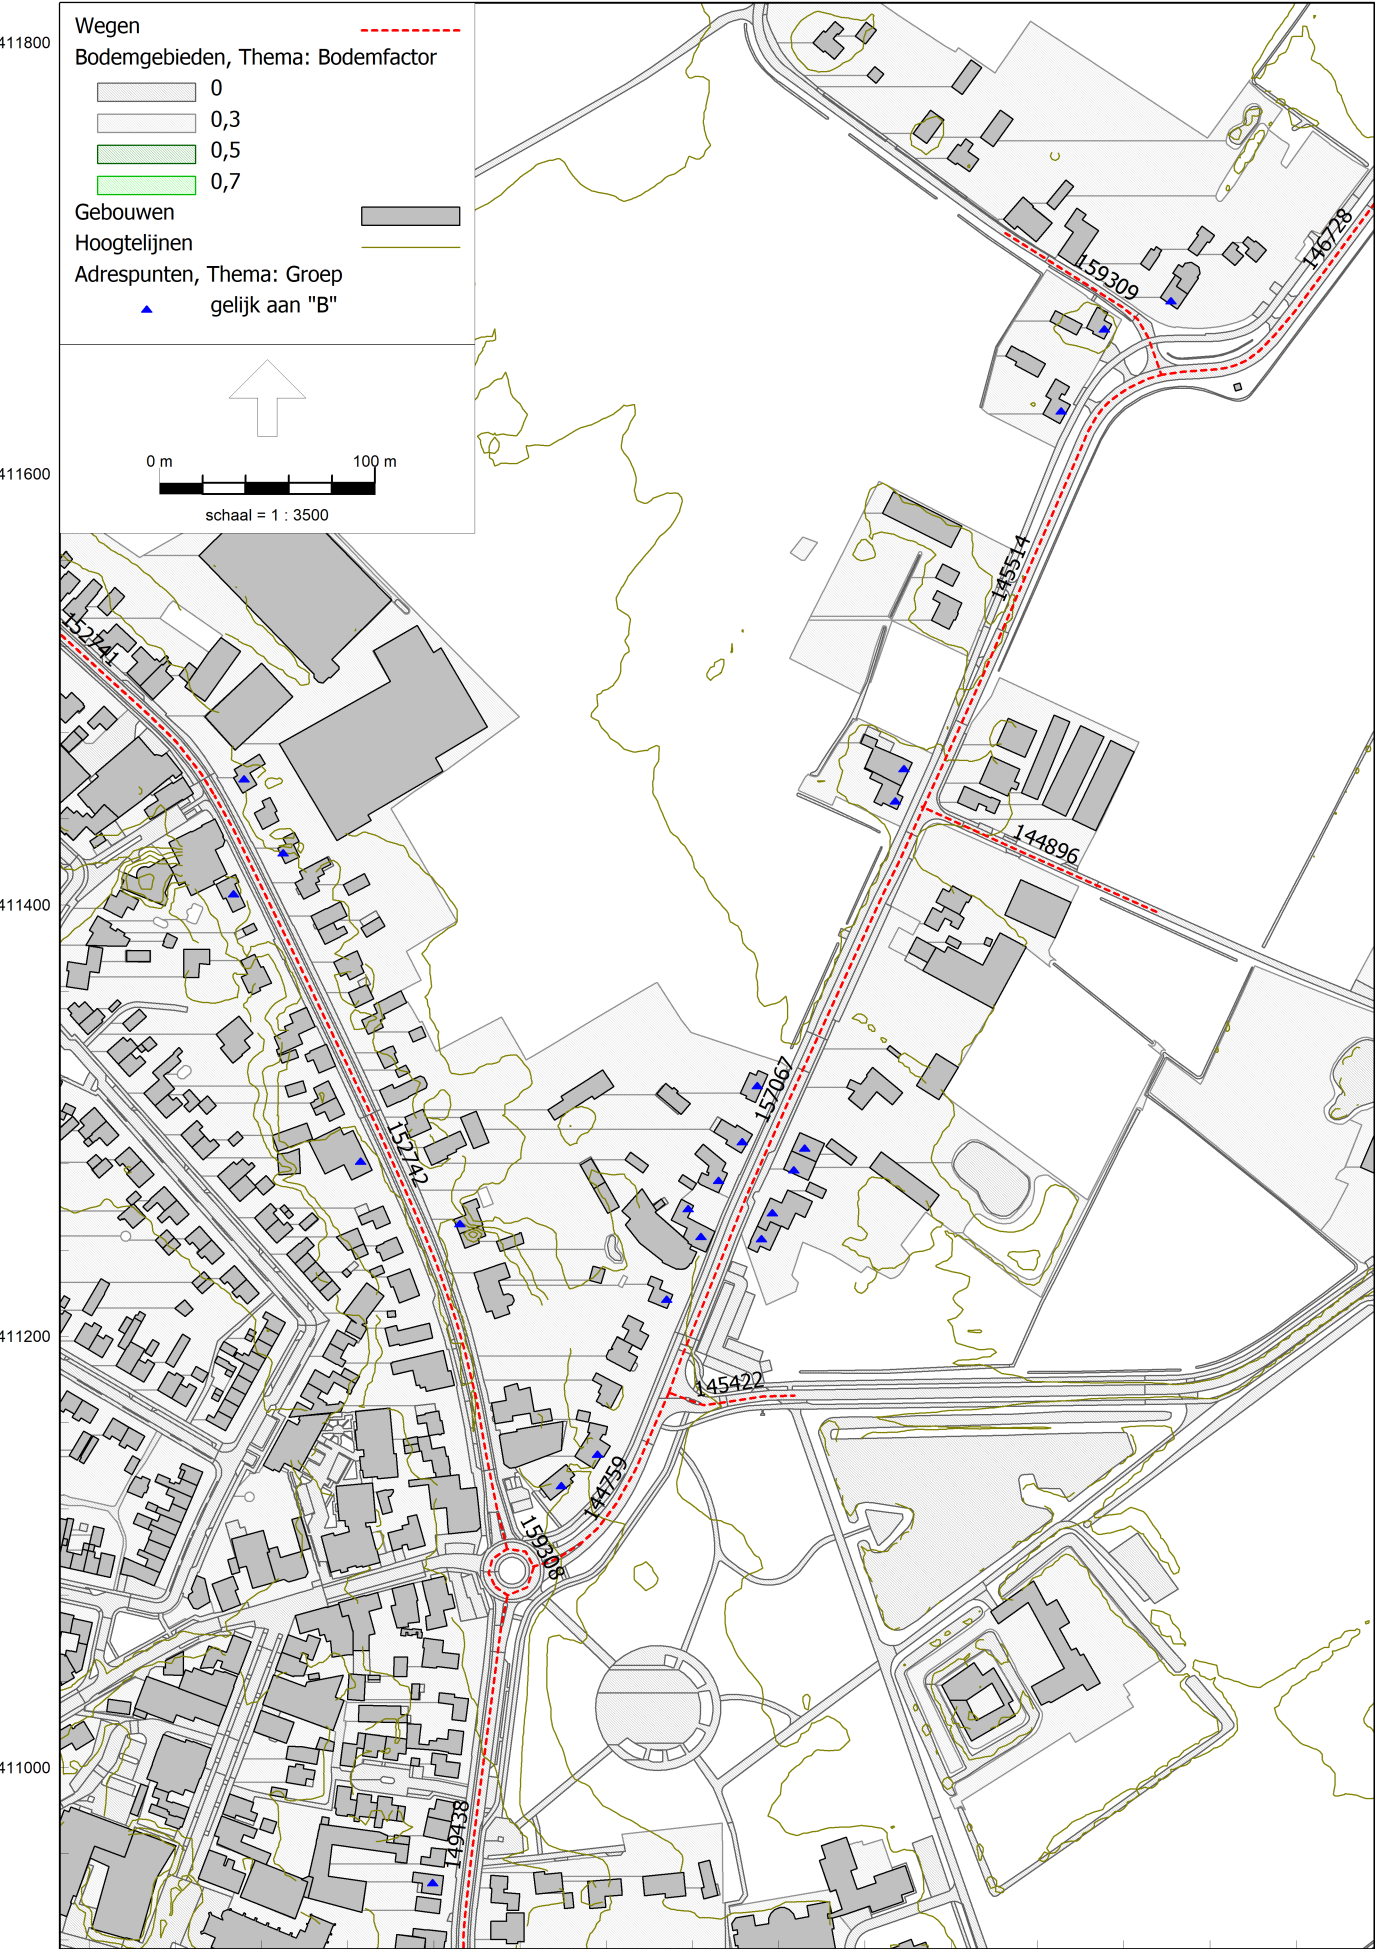 Wegen
Bodemgebieden, Thema: Bodemfactor
0
0,3
0,5
0,7
Gebouwen
Hoogtelijnen
Adrespunten, Thema: Groep
gelijk aan "B"
0 m 100 m
schaal = 1 : 3500
411800
411600
411400
411200
411000
146728
159309
145514
152741
144896
157067
152742
145422
144759
159308
149438